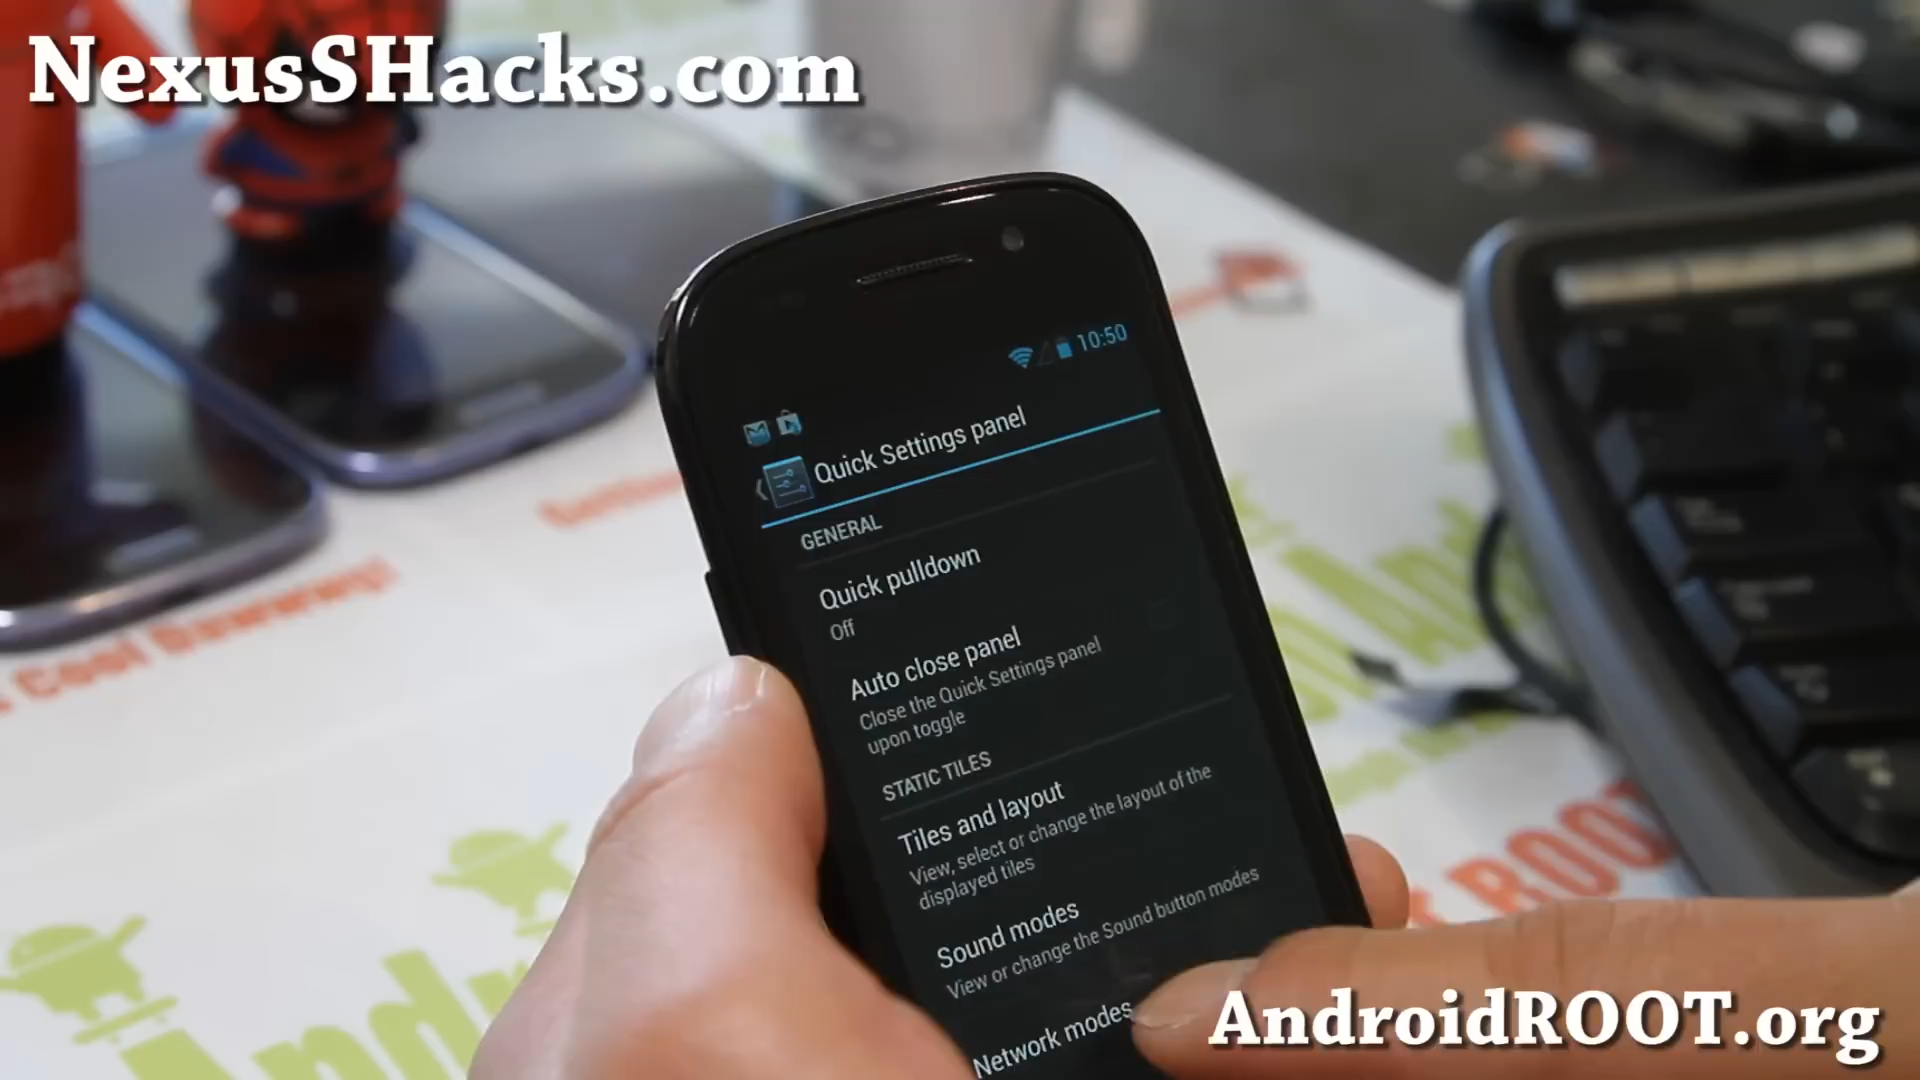 NexusSHacks.com
10:50
Quick Settings panel
GENERAL
Quick pulldown
Off
Auto close panel
Close the Quick Settings panel
upon toggle
STATIC TILES
Tiles and layout
View, select or change the layout of the
displayed tiles
Sound modes
View or change the Sound button modes
Network modes
Cool
ROOT
AndroidROOT.org